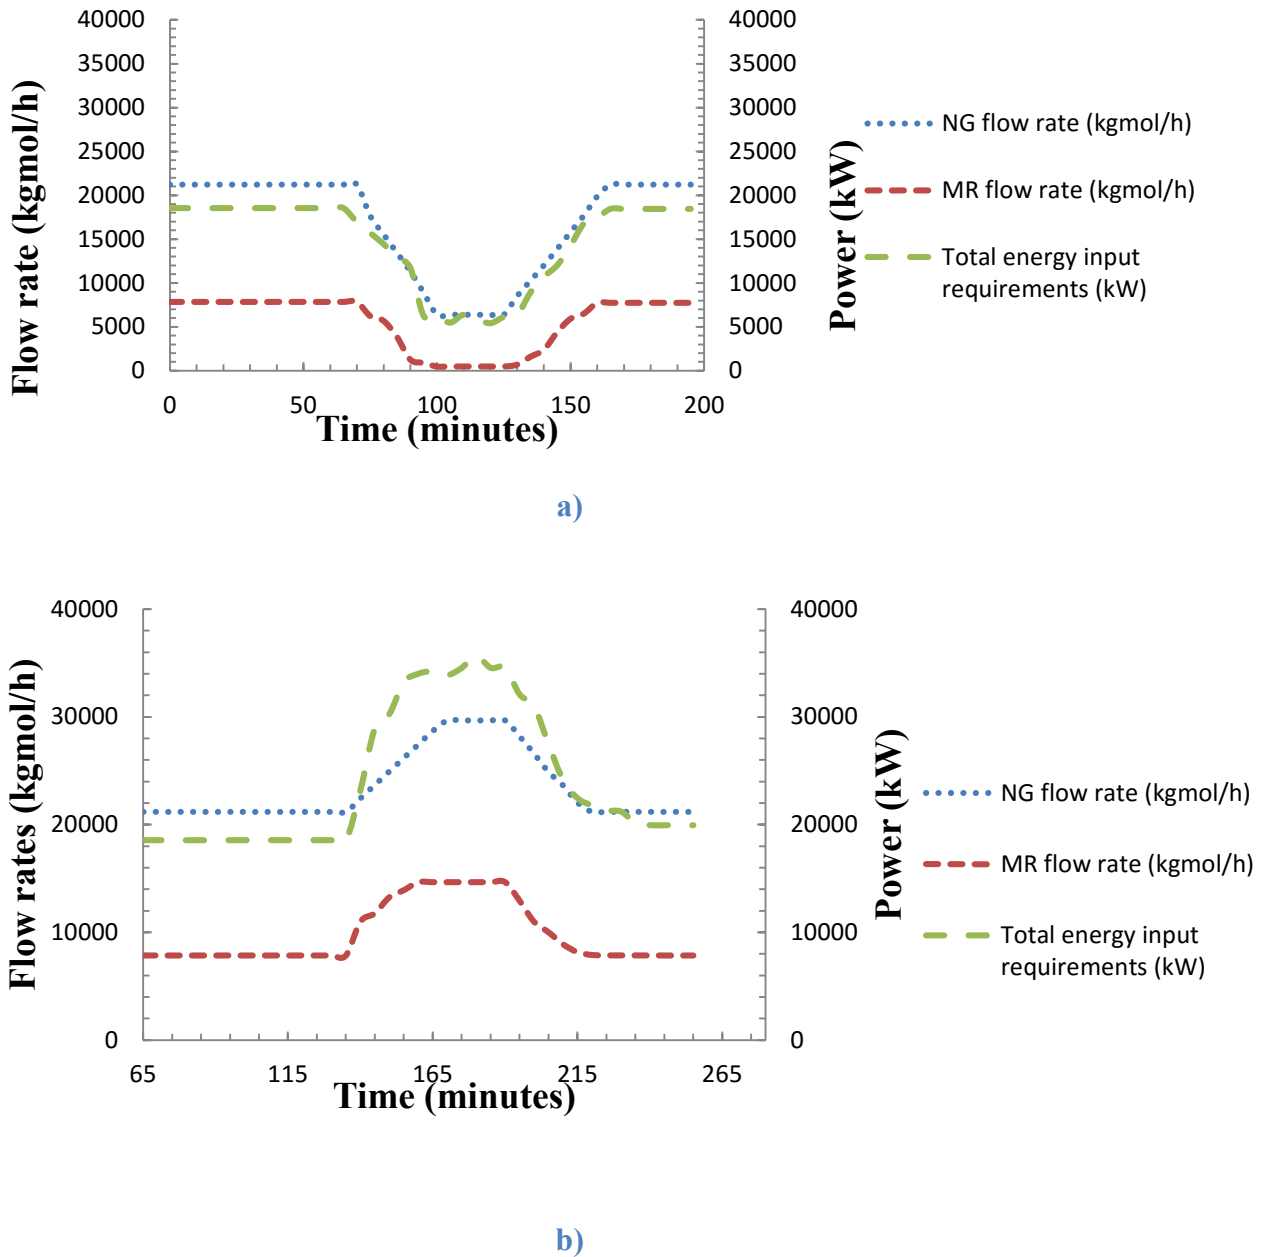 40000
35000
30000
25000
20000
15000
10000
5000
0
Flow rate (kgmol/h)
40000
35000
30000
25000
20000
15000
10000
5000
0
Power (kW)
0 50 100 150 200
Time (minutes)
NG flow rate (kgmol/h)
MR flow rate (kgmol/h)
Total energy input
requirements (kW)
a)
40000
30000
20000
10000
0
Flow rates (kgmol/h)
40000
30000
20000
10000
0
Power (kW)
65 115 165 215 265
Time (minutes)
NG flow rate (kgmol/h)
MR flow rate (kgmol/h)
Total energy input
requirements (kW)
b)